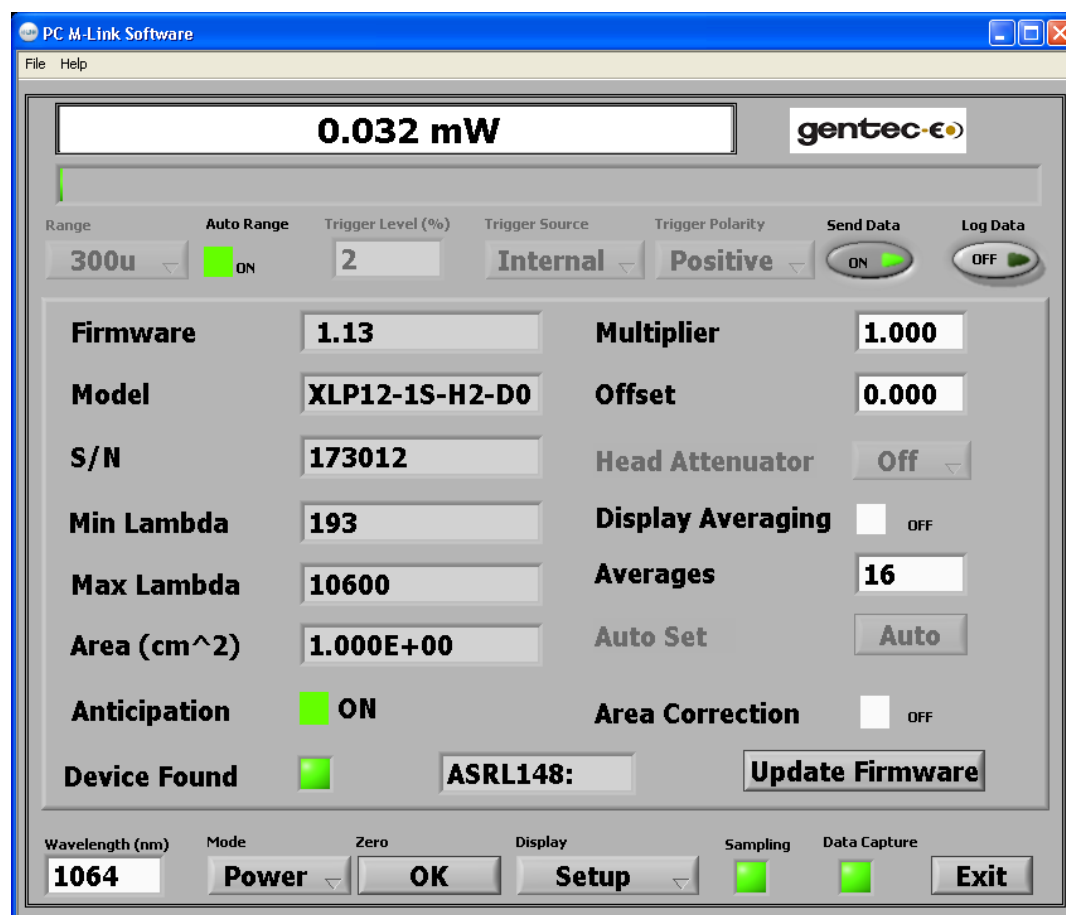 PC M-Link Software
File Help
0.032 mW
gentec-EO
Range Auto Range Trigger Level (%) Trigger Source Trigger Polarity Send Data Log Data
300u ON 2 Internal Positive ON OFF
Firmware 1.13 Multiplier 1.000
Model XLP12-1S-H2-D0 Offset 0.000
S/N 173012 Head Attenuator Off
Min Lambda 193 Display Averaging OFF
Max Lambda 10600 Averages 16
Area (cm^2) 1.000E+00 Auto Set Auto
Anticipation ON Area Correction OFF
Device Found ASRL148: Update Firmware
Wavelength (nm) Mode Zero Display Sampling Data Capture
1064 Power OK Setup Exit